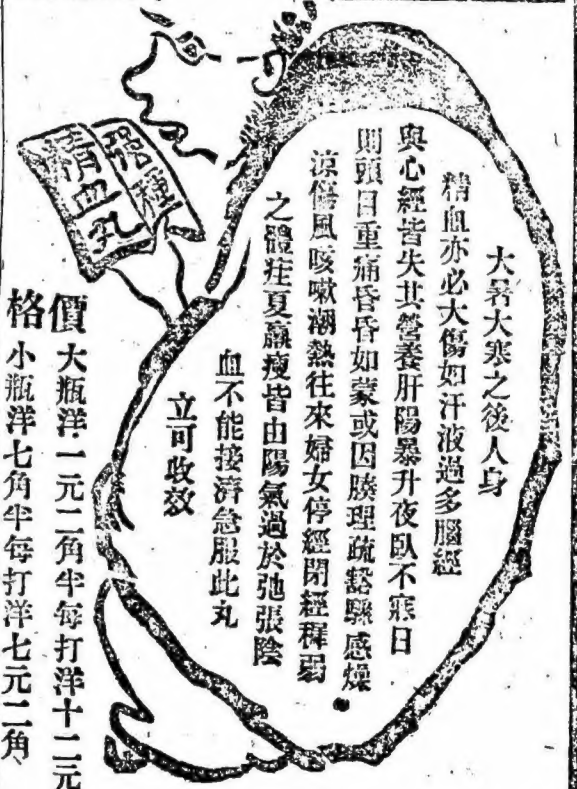 大暑大寒之後人身
精血亦必大傷如汗液過多腦經
與心經皆失其營養肝陽暴升夜臥不寐日
則頭目重痛昏昏如蒙或因腠理疏豁驟感燥
涼傷風咳嗽潮熱往來婦女停經閉經穉弱
之體疰夏羸瘦皆由陽氣過於弛張陰
血不能接濟急服此丸
立可收效
種
精血
價格
大瓶洋一元二角半每打洋十二元
小瓶洋七角半每打洋七元二角